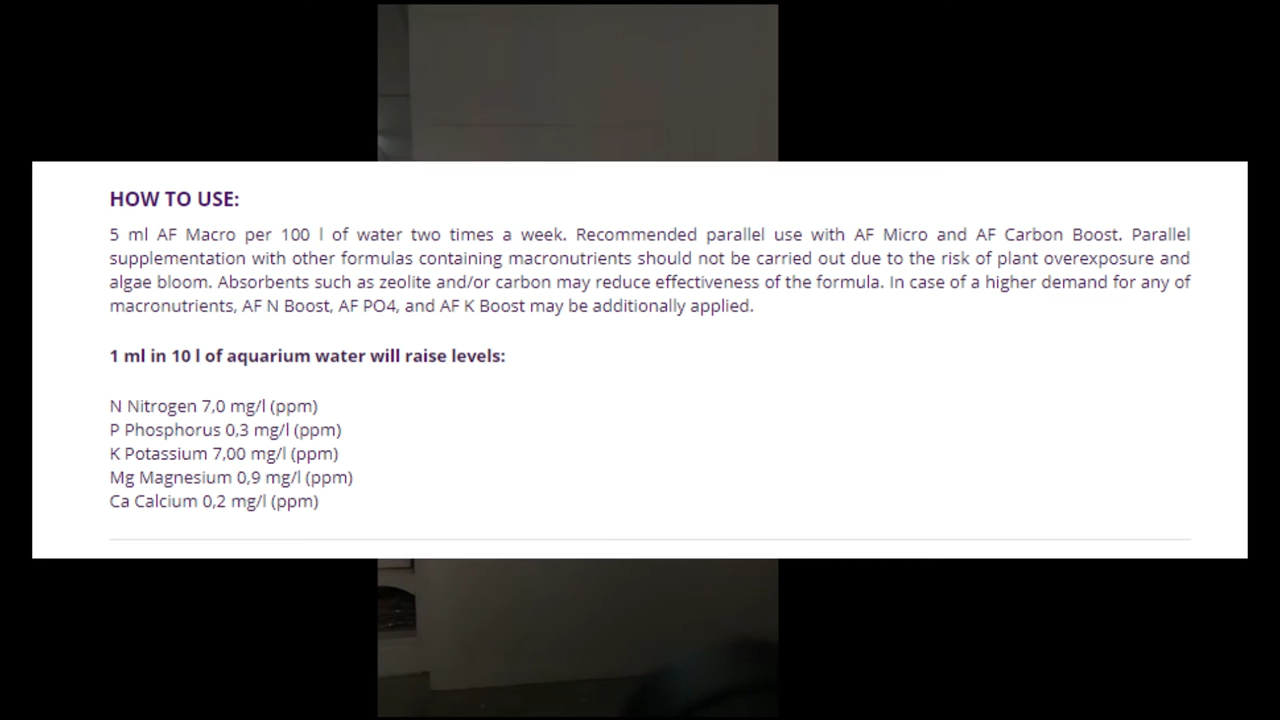 HOW TO USE:
5 ml AF Macro per 100 l of water two times a week. Recommended parallel use with AF Micro and AF Carbon Boost. Parallel
supplementation with other formulas containing macronutrients should not be carried out due to the risk of plant overexposure and
algae bloom. Absorbents such as zeolite and/or carbon may reduce effectiveness of the formula. In case of a higher demand for any of
macronutrients, AF N Boost, AF PO4, and AF K Boost may be additionally applied.
1 ml in 10 l of aquarium water will raise levels:
N Nitrogen 7,0 mg/l (ppm)
P Phosphorus 0,3 mg/l (ppm)
K Potassium 7,00 mg/l (ppm)
Mg Magnesium 0,9 mg/l (ppm)
Ca Calcium 0,2 mg/l (ppm)